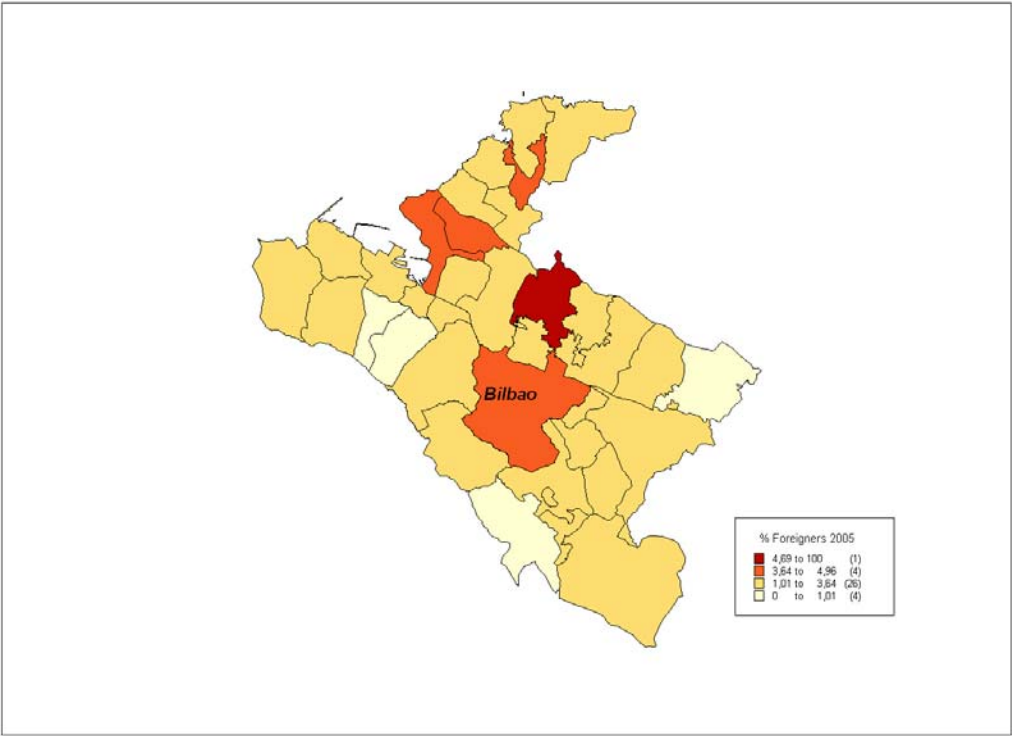 Bilbao
% Foreigners 2005
4,69 to 100 (1)
3,64 to 4,96 (4)
1,01 to 3,64 (26)
0 to 1,01 (4)